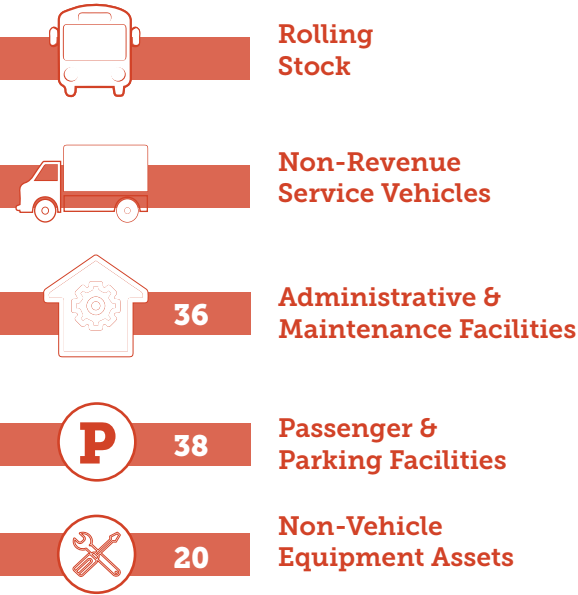 Rolling
Stock
Non-Revenue
Service Vehicles
36
Administrative &
Maintenance Facilities
P
38
Passenger &
Parking Facilities
20
Non-Vehicle
Equipment Assets